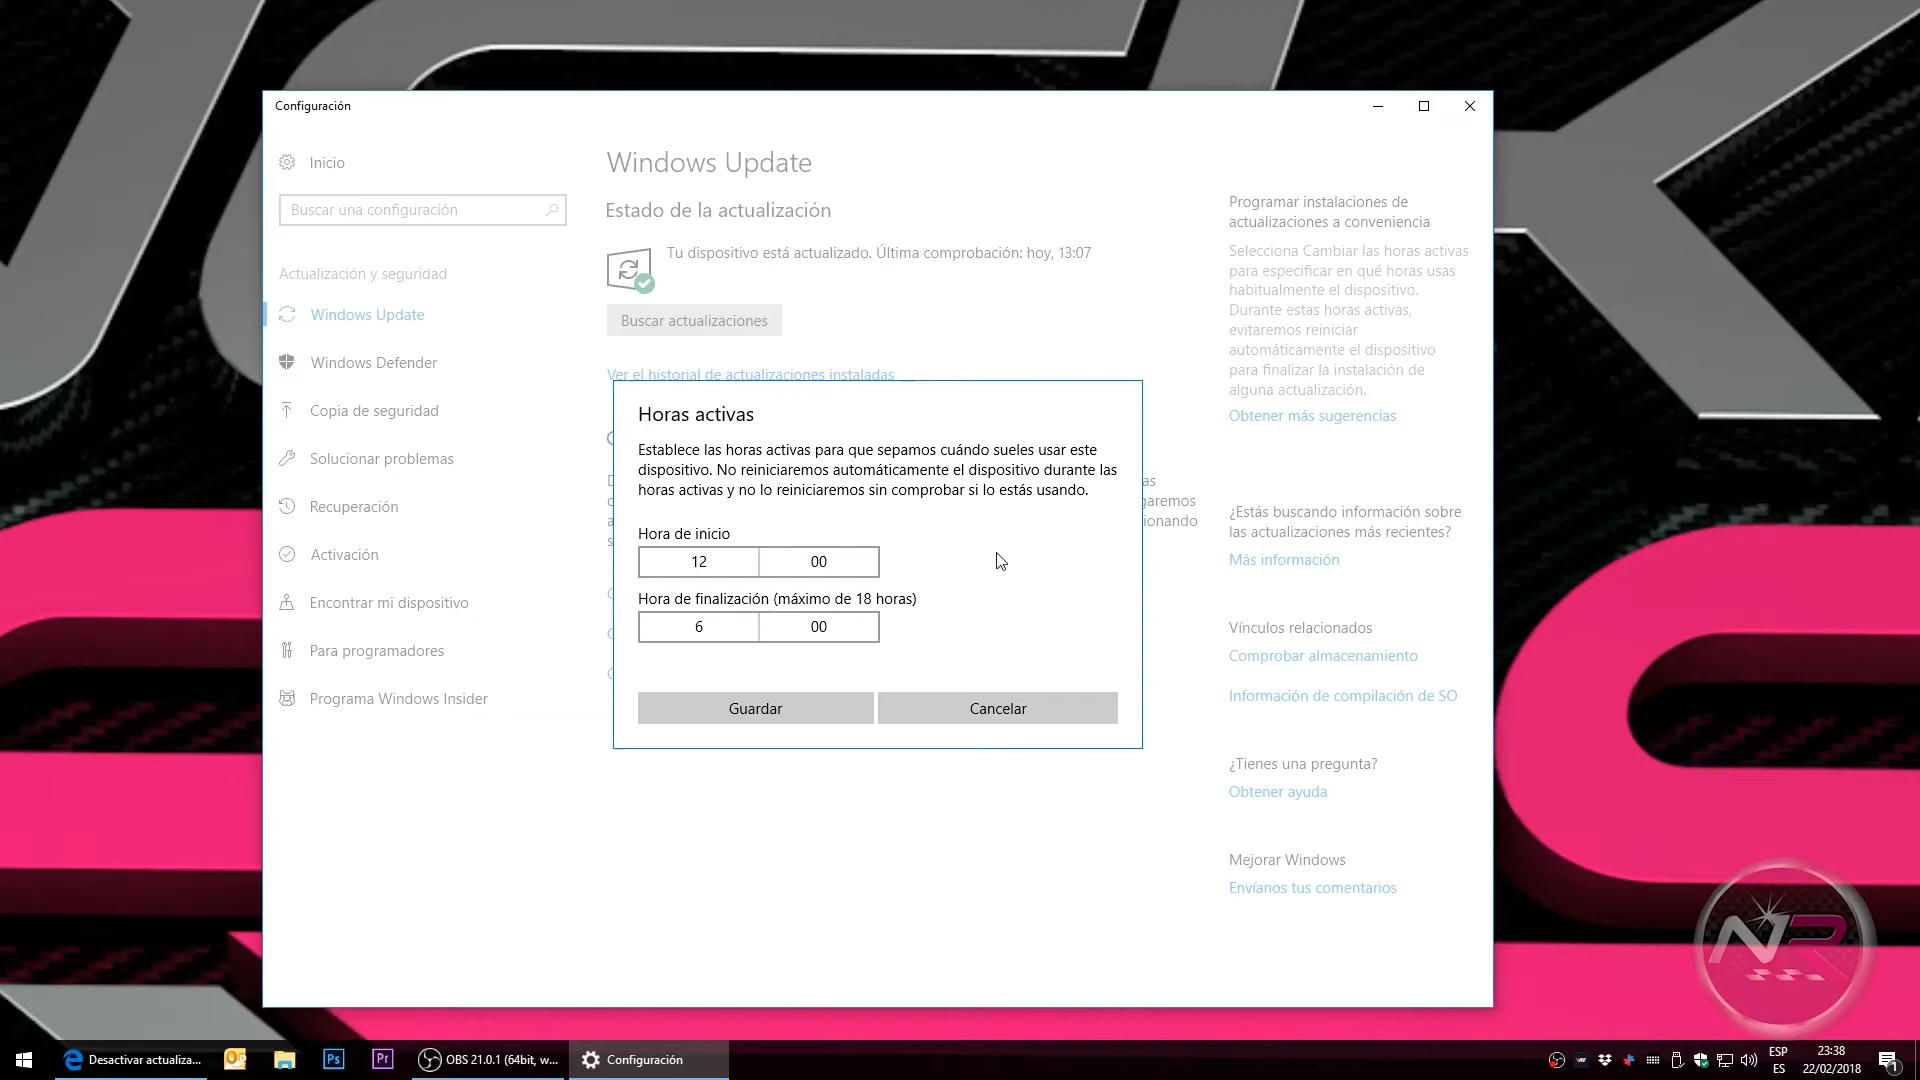 Configuración
Inicio
Buscar una configuración
Actualización y seguridad
Windows Update
Windows Defender
Copia de seguridad
Solucionar problemas
Recuperación
Activación
Encontrar mi dispositivo
Para programadores
Programa Windows Insider
Windows Update
Estado de la actualización
Tu dispositivo está actualizado. Última comprobación: hoy, 13:07
Buscar actualizaciones
Ver el historial de actualizaciones instaladas
Horas activas
Establece las horas activas para que sepamos cuándo sueles usar este
dispositivo. No reiniciaremos automáticamente el dispositivo durante las
horas activas y no lo reiniciaremos sin comprobar si lo estás usando.
Hora de inicio
12 00
Hora de finalización (máximo de 18 horas)
6 00
Guardar Cancelar
Programar instalaciones de
actualizaciones a conveniencia
Selecciona Cambiar las horas activas
para especificar en qué horas usas
habitualmente el dispositivo.
Durante estas horas activas,
evitaremos reiniciar
automáticamente el dispositivo
para finalizar la instalación de
alguna actualización.
Obtener más sugerencias
¿Estás buscando información sobre
las actualizaciones más recientes?
Más información
Vínculos relacionados
Comprobar almacenamiento
Información de compilación de SO
¿Tienes una pregunta?
Obtener ayuda
Mejorar Windows
Envíanos tus comentarios
NR
Desactivar actualiza...
Ps
Pr
OBS 21.0.1 (64bit, w...
Configuración
ESP
ES
23:38
22/02/2018
1